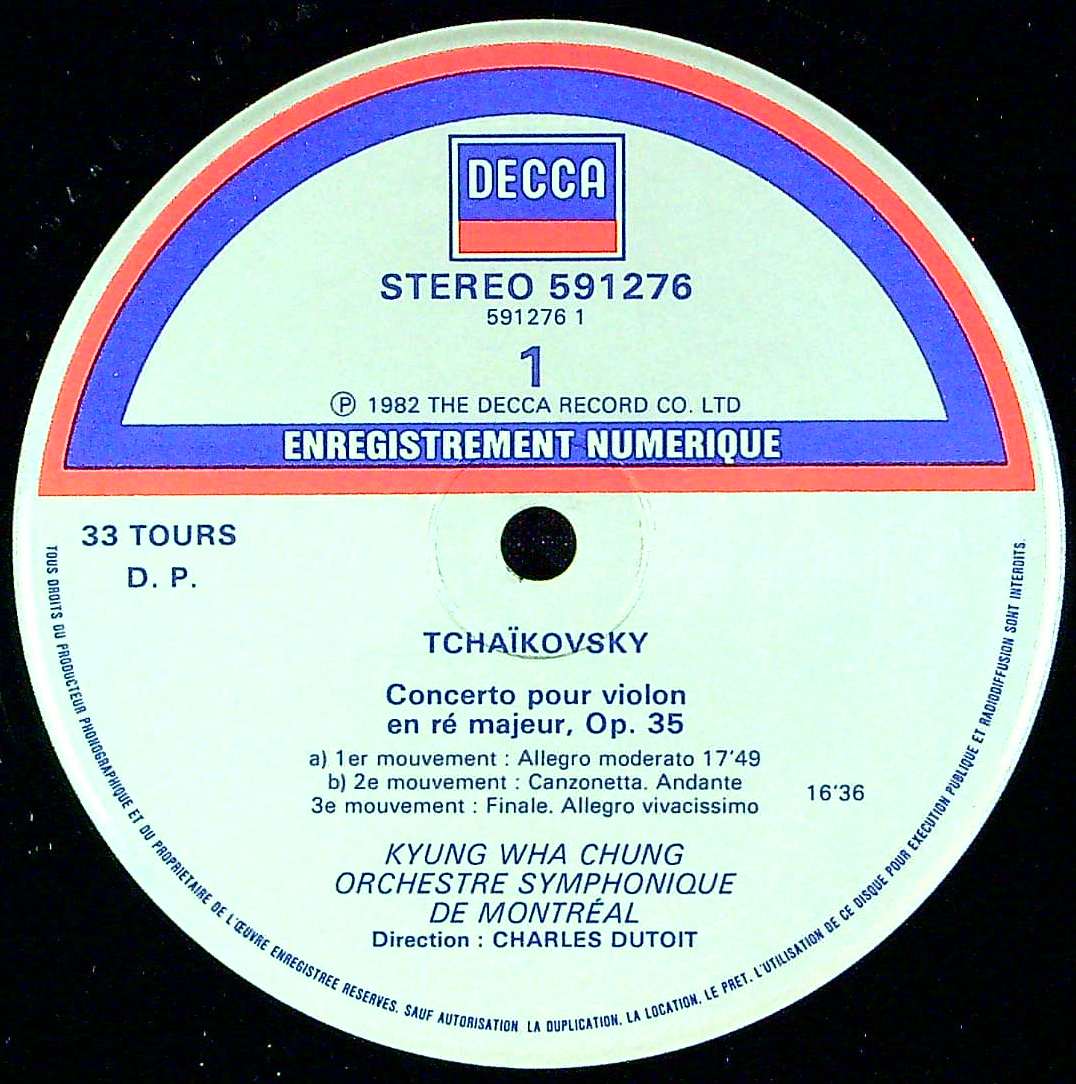 DECCA
STEREO 591276
591276 1
1
Ⓟ 1982 THE DECCA RECORD CO. LTD
ENREGISTREMENT NUMERIQUE
33 TOURS
D. P.
TCHAÏKOVSKY
Concerto pour violon
en ré majeur, Op. 35
a) 1er mouvement : Allegro moderato 17'49
b) 2e mouvement : Canzonetta. Andante
3e mouvement : Finale. Allegro vivacissimo
16'36
KYUNG WHA CHUNG
ORCHESTRE SYMPHONIQUE
DE MONTRÉAL
Direction : CHARLES DUTOIT
TOUS DROITS DU PRODUCTEUR PHONOGRAPHIQUE ET DU PROPRIETAIRE DE L'ŒUVRE ENREGISTREE RESERVES. SAUF AUTORISATION LA DUPLICATION, LA LOCATION, LE PRET, L'UTILISATION DE CE DISQUE POUR EXECUTION PUBLIQUE ET RADIODIFFUSION SONT INTERDITS.